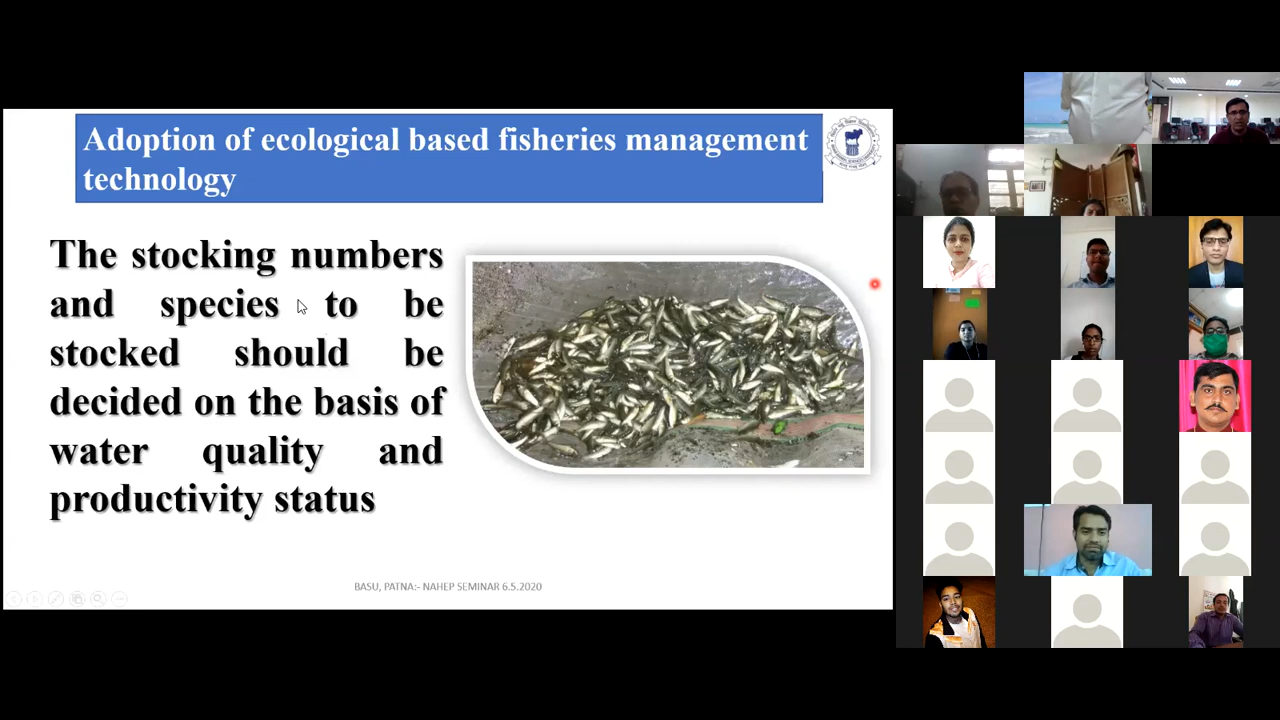 Adoption of ecological based fisheries management
technology
The stocking numbers
and species to be
stocked should be
decided on the basis of
water quality and
productivity status
BASU, PATNA:- NAHEP SEMINAR 6.5.2020